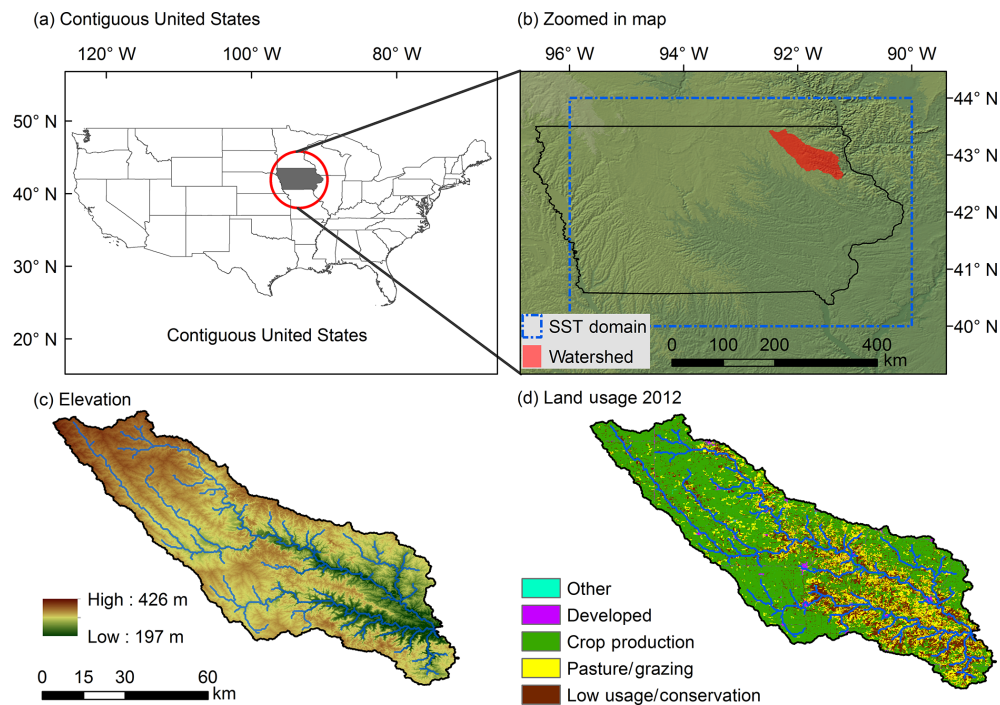 (a) Contiguous United States
120° W 100° W 80° W
50° N
40° N
30° N
20° N
Contiguous United States
(b) Zoomed in map
96° W 94° W 92° W 90° W
44° N
43° N
42° N
41° N
40° N
SST domain
Watershed
0 100 200 400
km
(c) Elevation
High : 426 m
Low : 197 m
0 15 30 60
km
(d) Land usage 2012
Other
Developed
Crop production
Pasture/grazing
Low usage/conservation